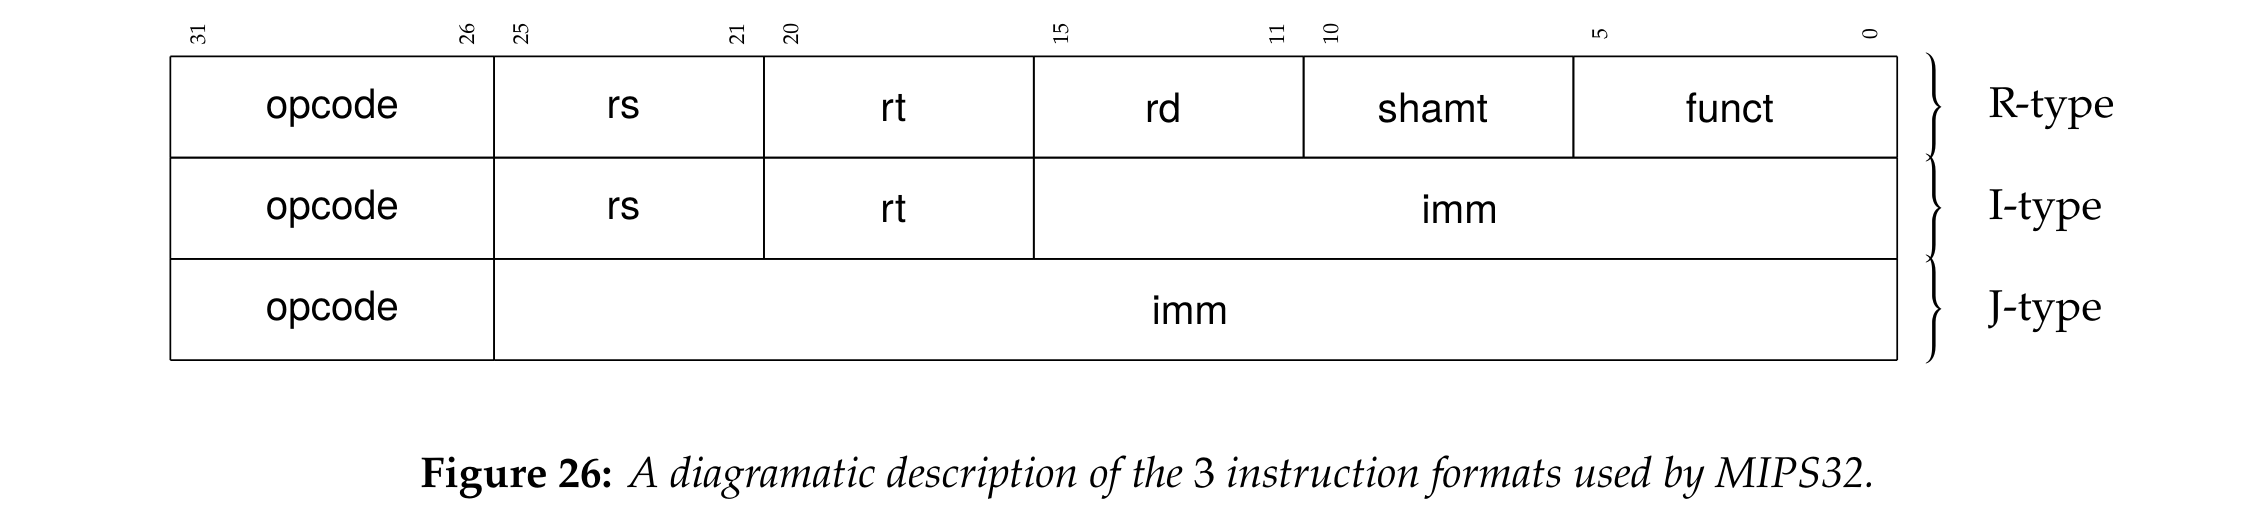 31 26 25 21 20 15 11 10 5 0
opcode rs rt rd shamt funct R-type
opcode rs rt imm I-type
opcode imm J-type
Figure 26: A diagramatic description of the 3 instruction formats used by MIPS32.